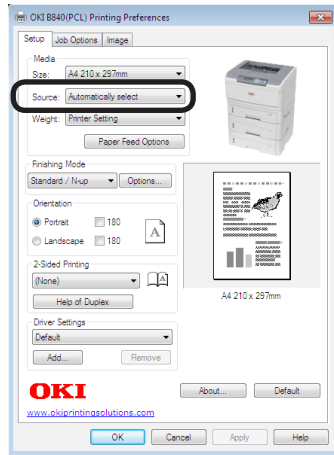 OKI B840(PCL) Printing Preferences
Setup Job Options Image
Media
Size: A4 210 x 297mm
Source: Automatically select
Weight: Printer Setting
Paper Feed Options
Finishing Mode
Standard / N-up Options...
Orientation
Portrait 180
Landscape 180
A
2-Sided Printing
(None)
A
Help of Duplex
A4 210 x 297mm
Driver Settings
Default
Add... Remove
OKI
About... Default
www.okiprintingsolutions.com
OK Cancel Apply Help